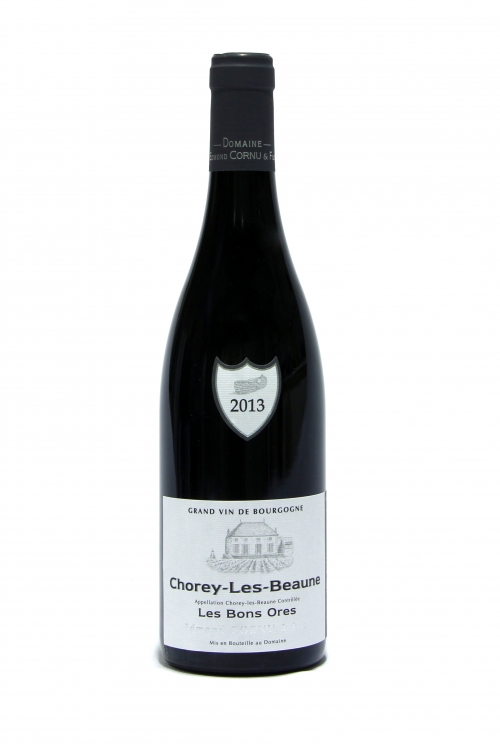 DOMAINE
EDMOND CORNU &
2013
GRAND VIN DE BOURGOGNE
Chorey-Les-Beaune
Appellation Chorey-les-Beaune Contrôlée
Les Bons Ores
Mis en Bouteille au Domaine